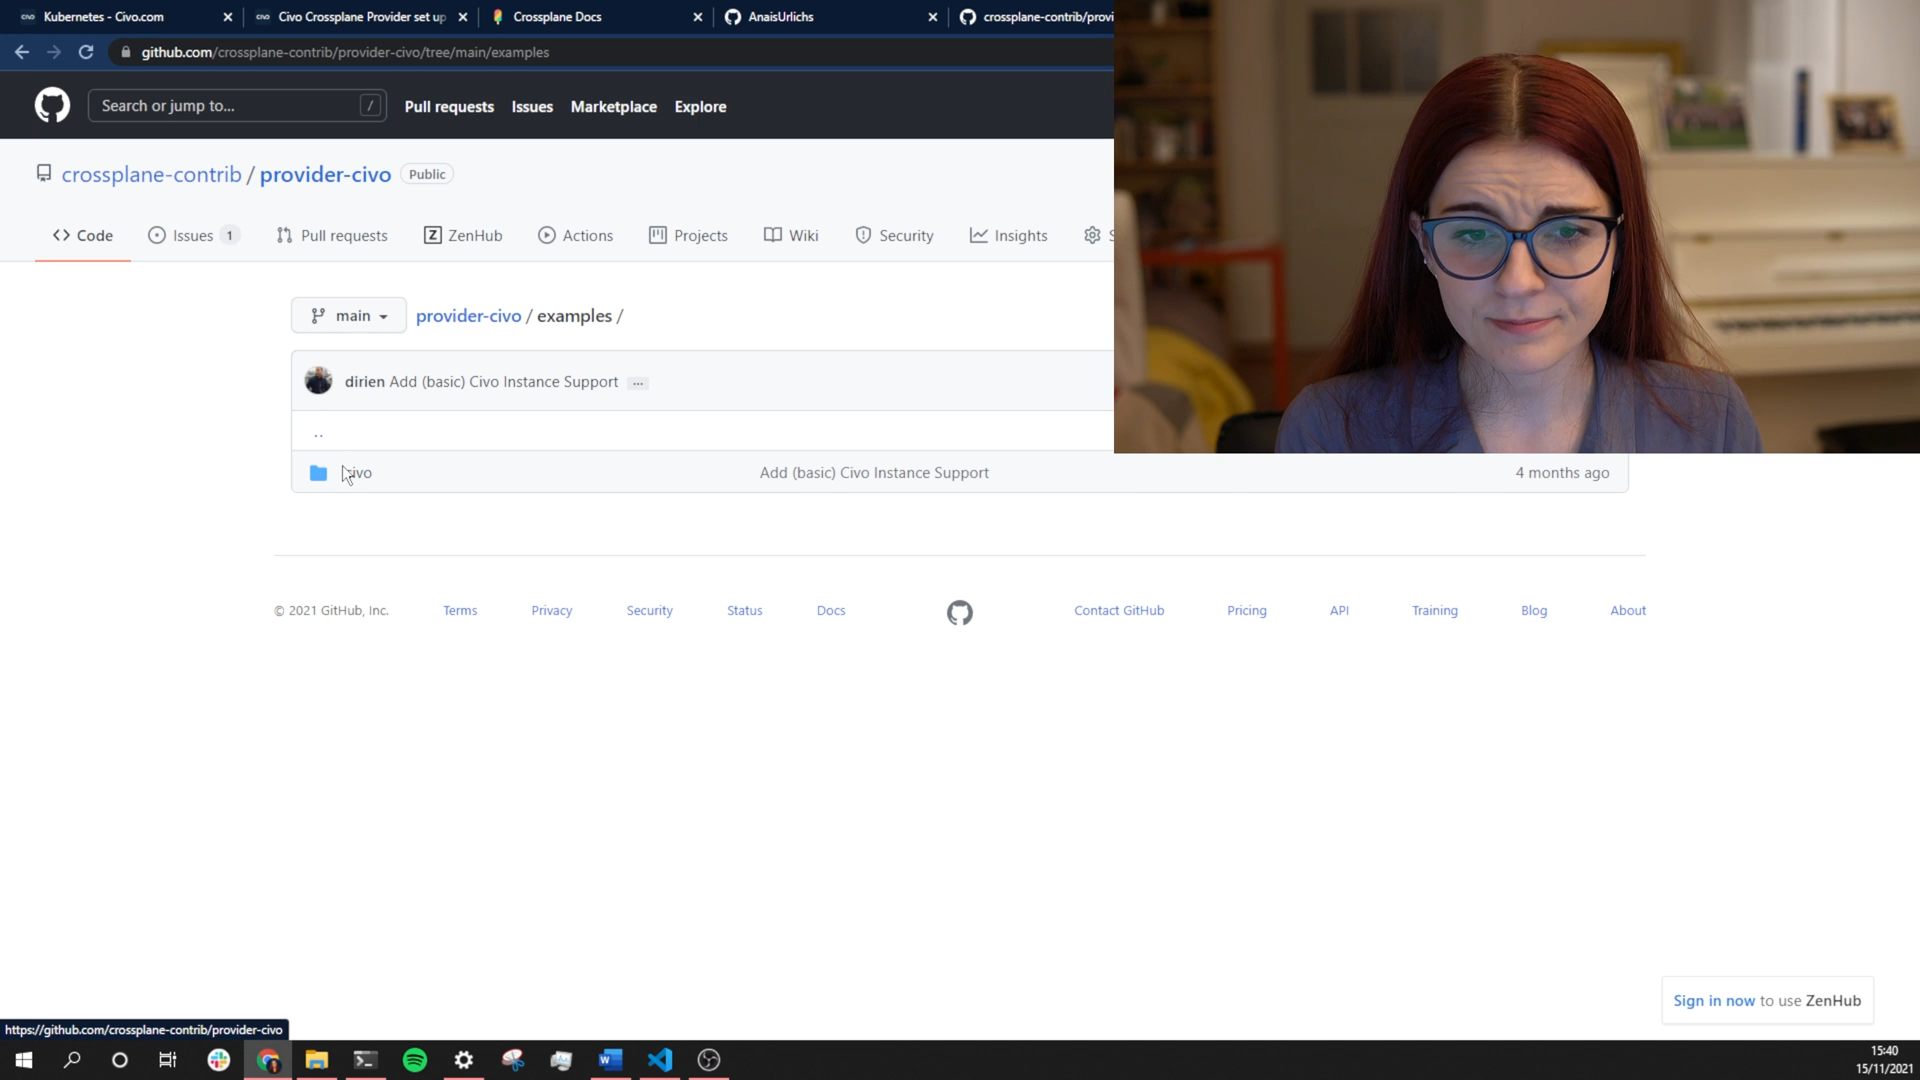 Kubernetes - Civo.com
Civo Crossplane Provider set up
Crossplane Docs
AnaisUrlichs
crossplane-contrib/provi
github.com/crossplane-contrib/provider-civo/tree/main/examples
Search or jump to...
/
Pull requests
Issues
Marketplace
Explore
crossplane-contrib / provider-civo
Public
Code
Issues 1
Pull requests
ZenHub
Actions
Projects
Wiki
Security
Insights
main
provider-civo / examples /
dirien Add (basic) Civo Instance Support ...
..
Add (basic) Civo Instance Support
4 months ago
© 2021 GitHub, Inc.
Terms
Privacy
Security
Status
Docs
Contact GitHub
Pricing
API
Training
Blog
About
Sign in now to use ZenHub
https://github.com/crossplane-contrib/provider-civo
15:40
15/11/2021